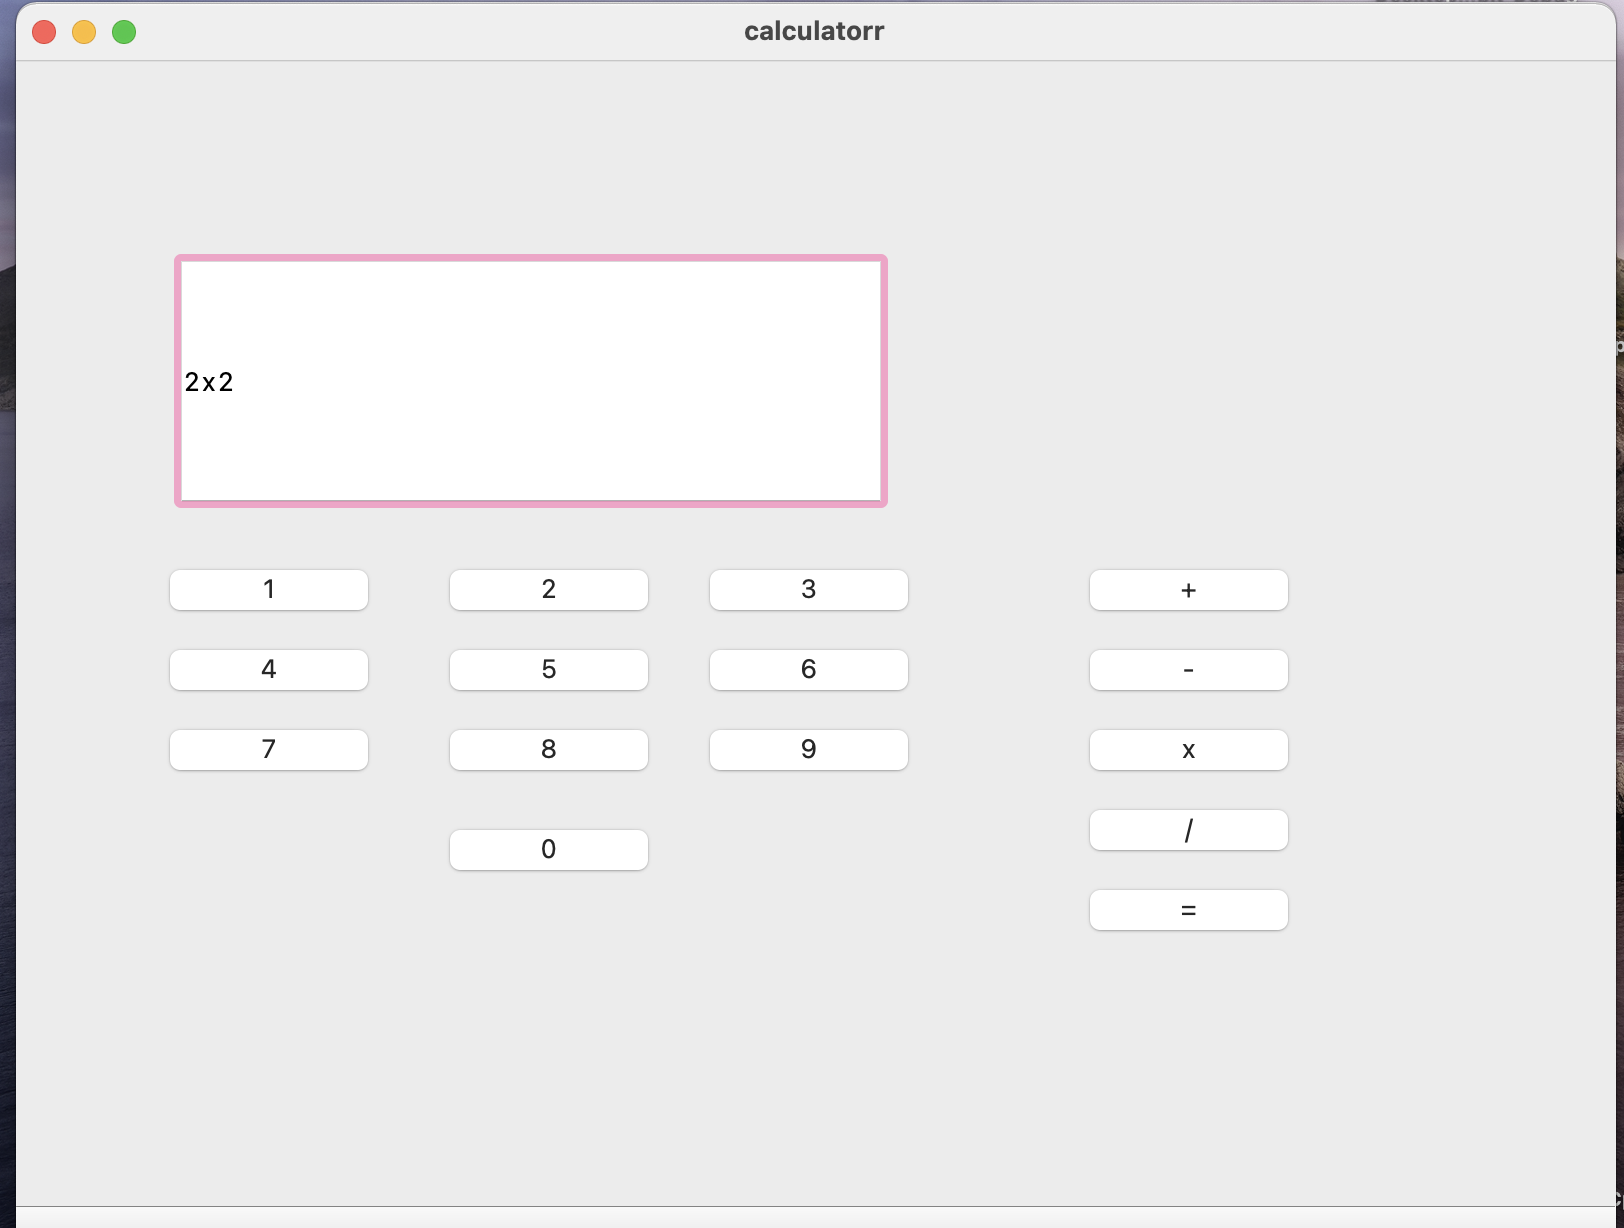 calculatorr
2x2
1 2 3 +
4 5 6 -
7 8 9 x
/
0
=